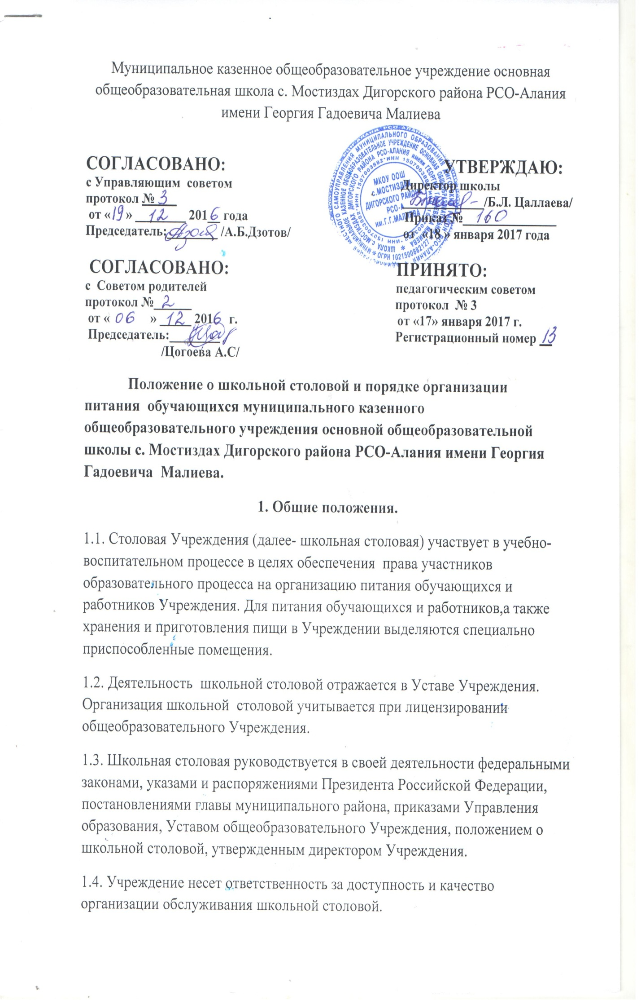 Муниципальное казенное общеобразовательное учреждение основная
общеобразовательная школа с. Мостиздах Дигорского района РСО-Алания
имени Георгия Гадоевича Малиева
СОГЛАСОВАНО:
с Управляющим советом
протокол № 3
от «19» 12 2016 года
Председатель: /А.Б.Дзотов/
УТВЕРЖДАЮ:
Директор школы
/Б.Л. Цаллаева/
Приказ № 160
от «18 » января 2017 года
МКОУ ООШ
с.МОСТИЗДАХ
ДИГОРСКОГО РАЙОНА
РСО-А
им.Г.Г.МАЛИЕВА
ОГРН 1021500882127
ИНН 1507003882
СОГЛАСОВАНО:
с Советом родителей
протокол № 2
от « 06 » 12 2016 г.
Председатель:
/Цогоева А.С/
ПРИНЯТО:
педагогическим советом
протокол № 3
от «17» января 2017 г.
Регистрационный номер 13
Положение о школьной столовой и порядке организации
питания обучающихся муниципального казенного
общеобразовательного учреждения основной общеобразовательной
школы с. Мостиздах Дигорского района РСО-Алания имени Георгия
Гадоевича Малиева.
1. Общие положения.
1.1. Столовая Учреждения (далее- школьная столовая) участвует в учебно-
воспитательном процессе в целях обеспечения права участников
образовательного процесса на организацию питания обучающихся и
работников Учреждения. Для питания обучающихся и работников,а также
хранения и приготовления пищи в Учреждении выделяются специально
приспособленные помещения.
1.2. Деятельность школьной столовой отражается в Уставе Учреждения.
Организация школьной столовой учитывается при лицензировании
общеобразовательного Учреждения.
1.3. Школьная столовая руководствуется в своей деятельности федеральными
законами, указами и распоряжениями Президента Российской Федерации,
постановлениями главы муниципального района, приказами Управления
образования, Уставом общеобразовательного Учреждения, положением о
школьной столовой, утвержденным директором Учреждения.
1.4. Учреждение несет ответственность за доступность и качество
организации обслуживания школьной столовой.